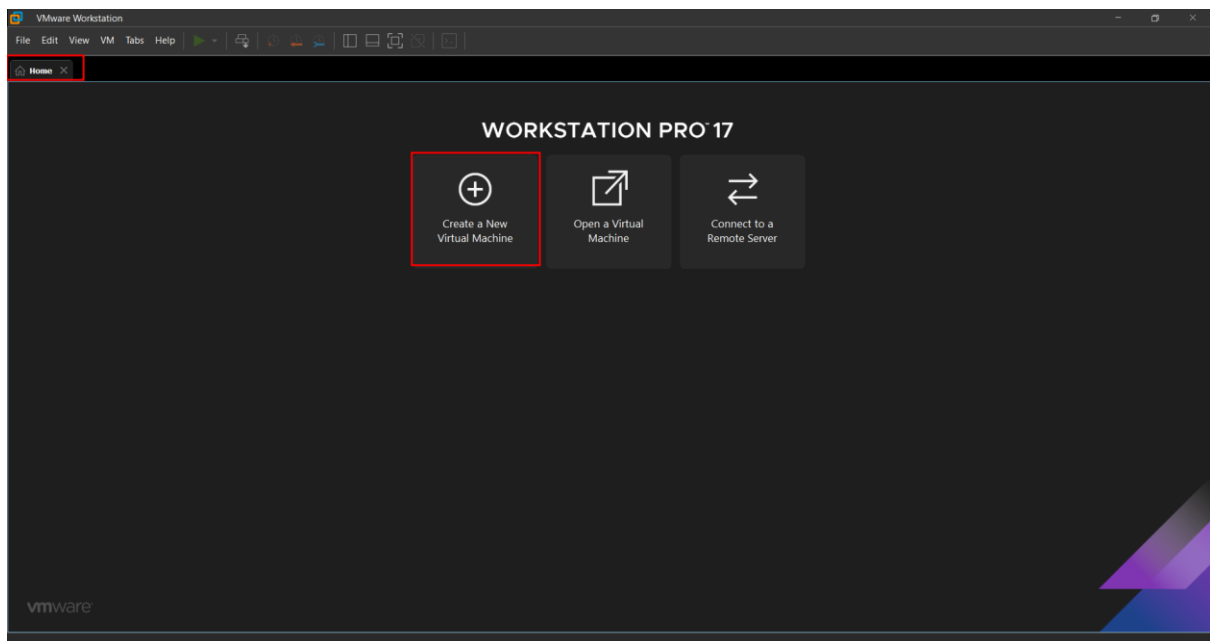 VMware Workstation
File Edit View VM Tabs Help
Home
WORKSTATION PRO™ 17
Create a New
Virtual Machine
Open a Virtual
Machine
Connect to a
Remote Server
vmware